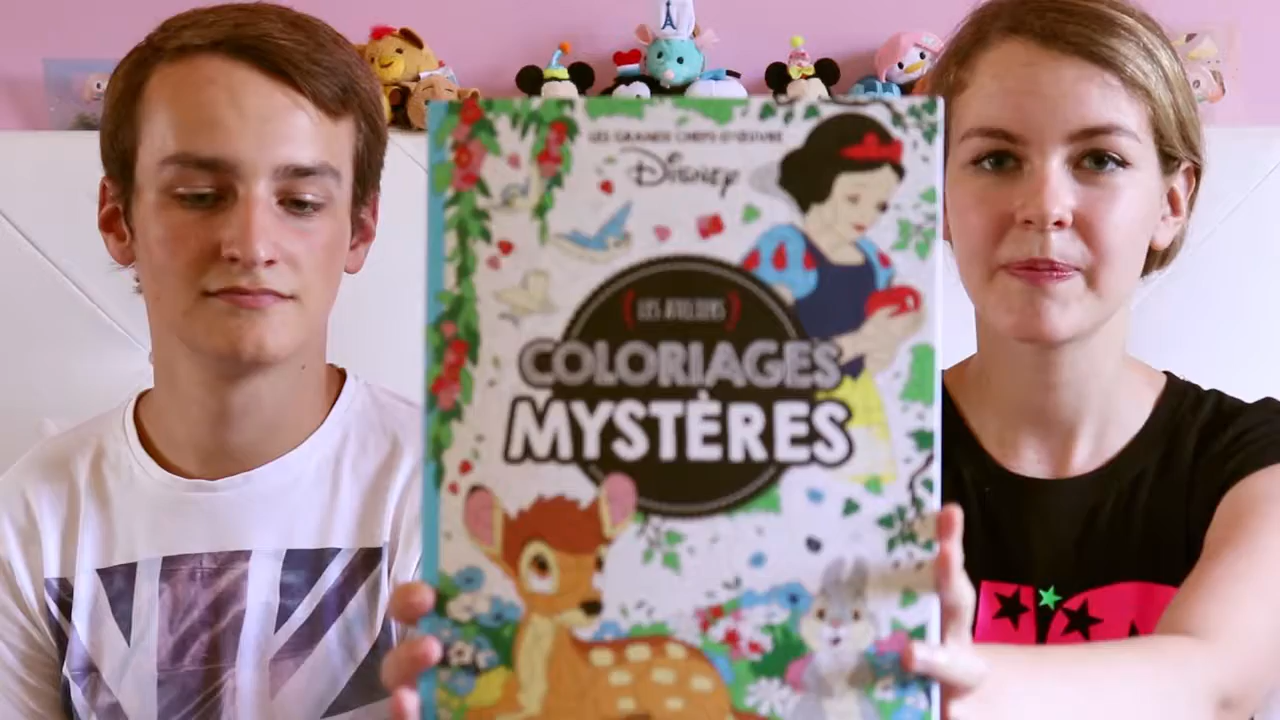 LES GRANDS CHEFS-D'ŒUVRE
Disney
LES ATELIERS
COLORIAGES
MYSTÈRES